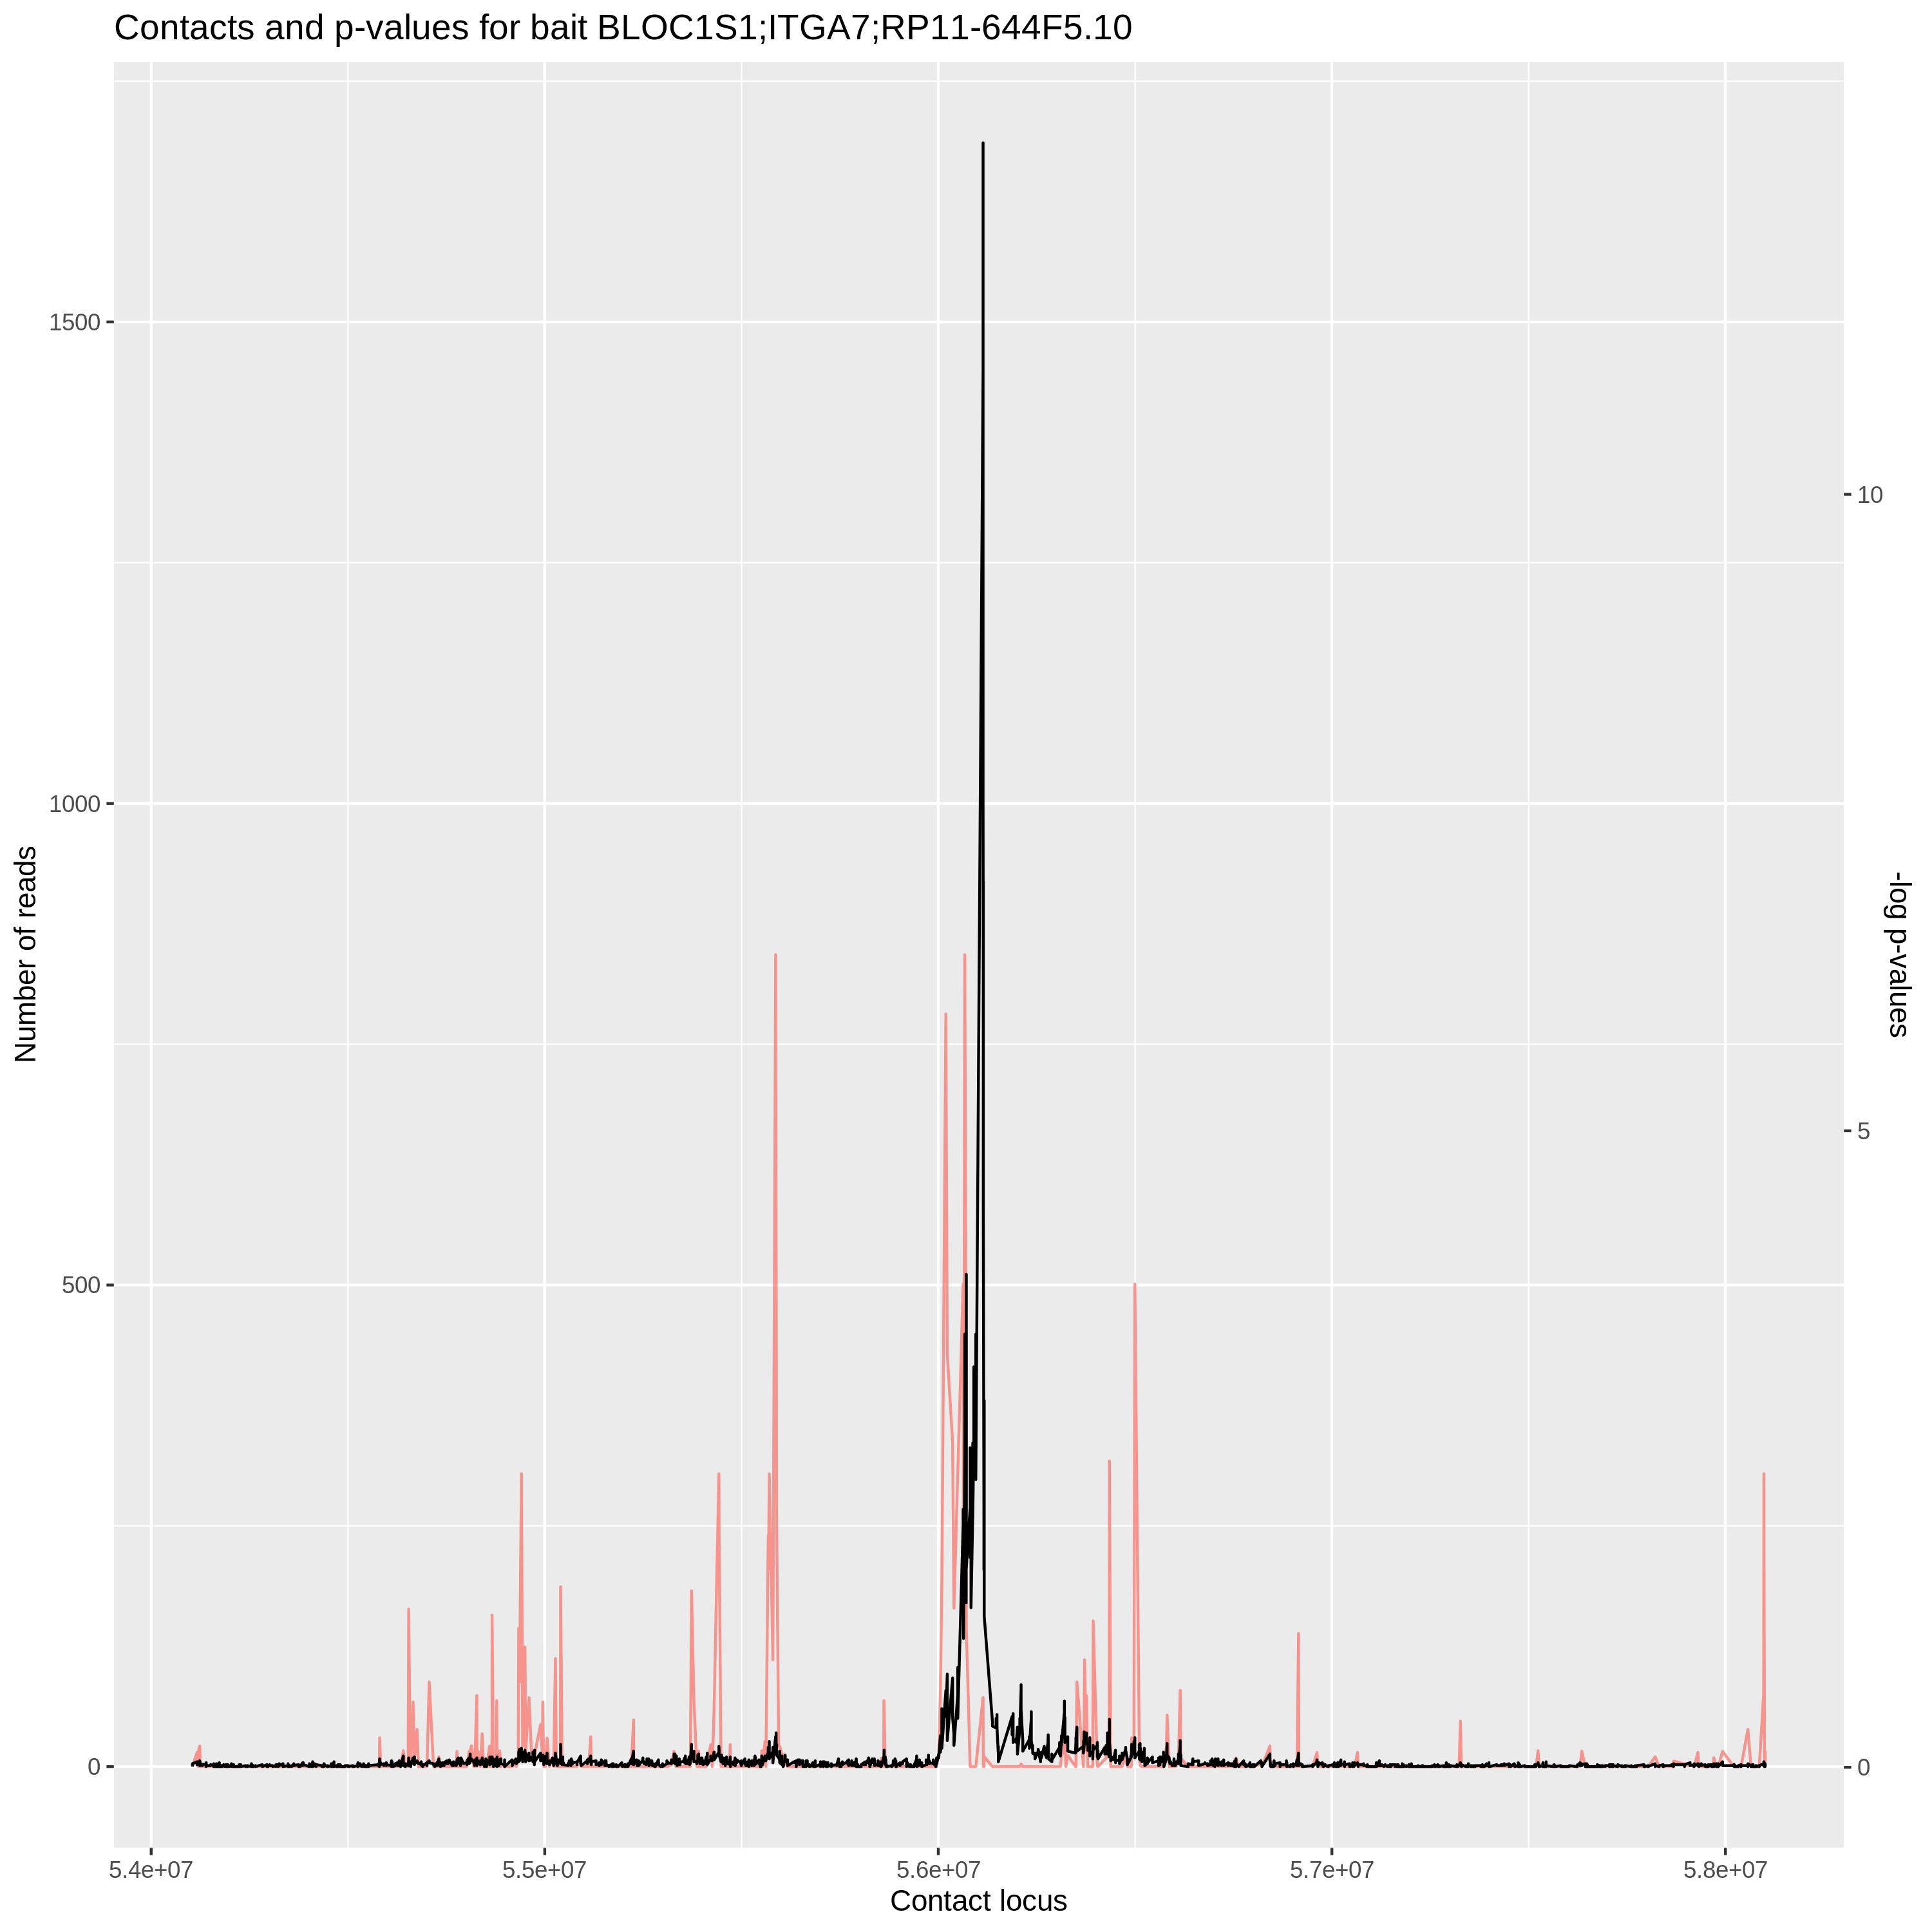 Contacts and p-values for bait BLOC1S1;ITGA7;RP11-644F5.10
Number of reads
1500
1000
500
0
10
5
0
-log p-values
5.4e+07 5.5e+07 5.6e+07 5.7e+07 5.8e+07
Contact locus